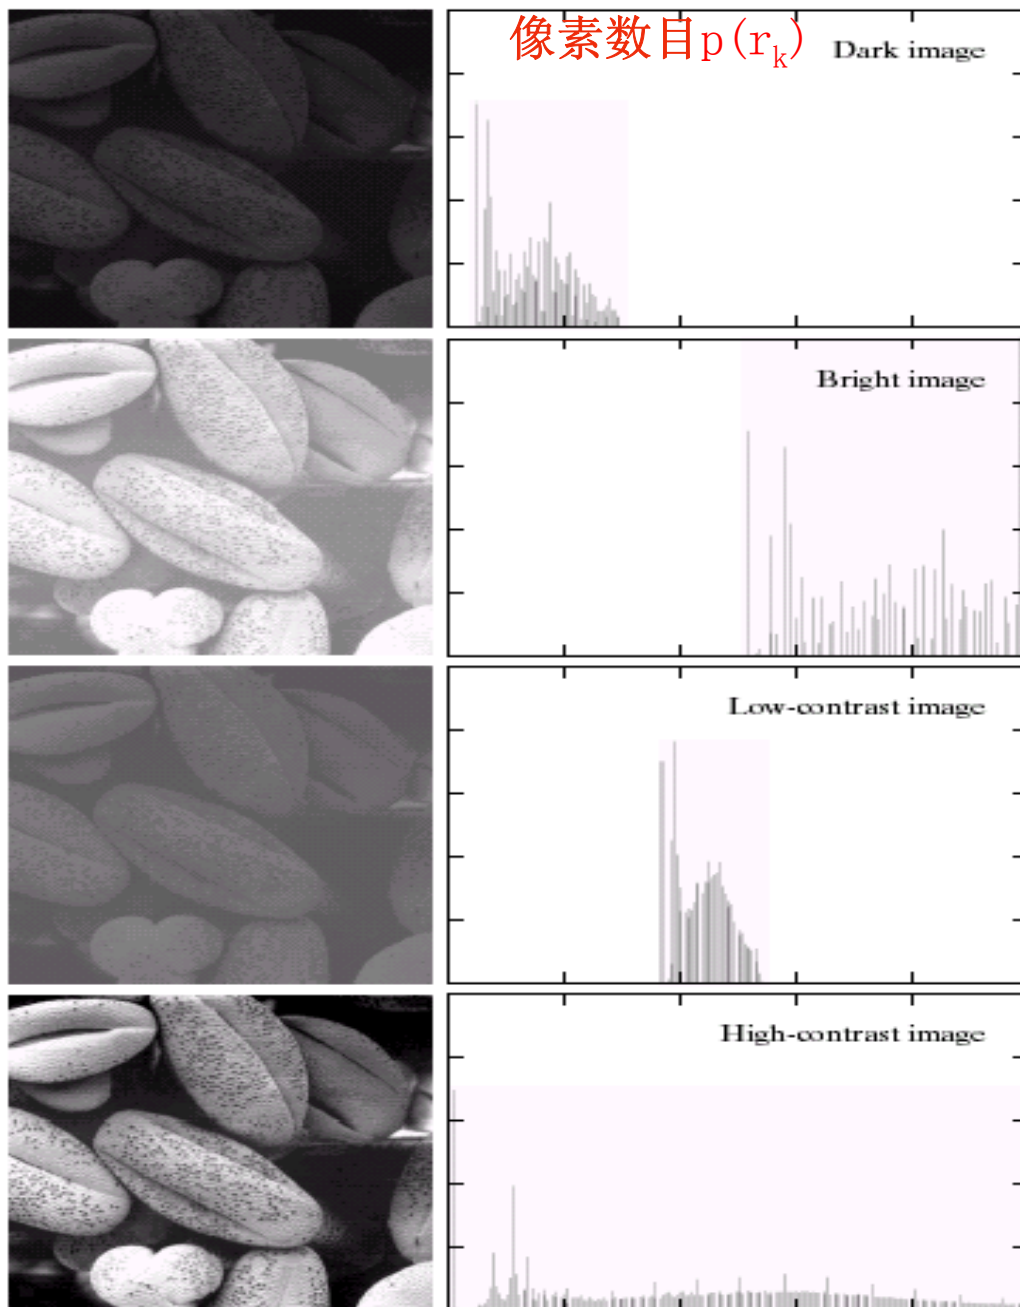 像素数目p(rₖ)
Dark image
Bright image
Low-contrast image
High-contrast image